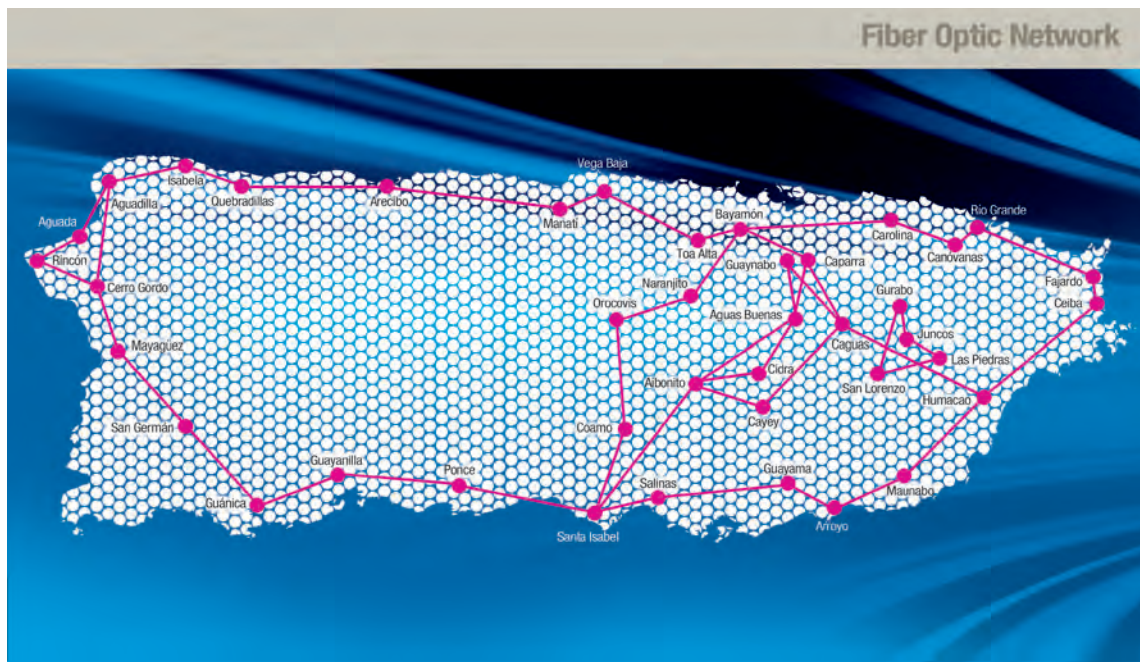 Fiber Optic Network
Vega Baja
Isabela
Aguadilla
Quebradillas
Arecibo
Manatí
Bayamón
Río Grande
Aguada
Toa Alta
Carolina
Canóvanas
Rincón
Guaynabo
Caparra
Cerro Gordo
Naranjito
Gurabo
Fajardo
Orocovis
Aguas Buenas
Ceiba
Mayagüez
Caguas
Juncos
Las Piedras
Cidra
Aibonito
San Lorenzo
Humacao
Cayey
San Germán
Coamo
Guayanilla
Ponce
Guayama
Salinas
Maunabo
Guánica
Arroyo
Santa Isabel